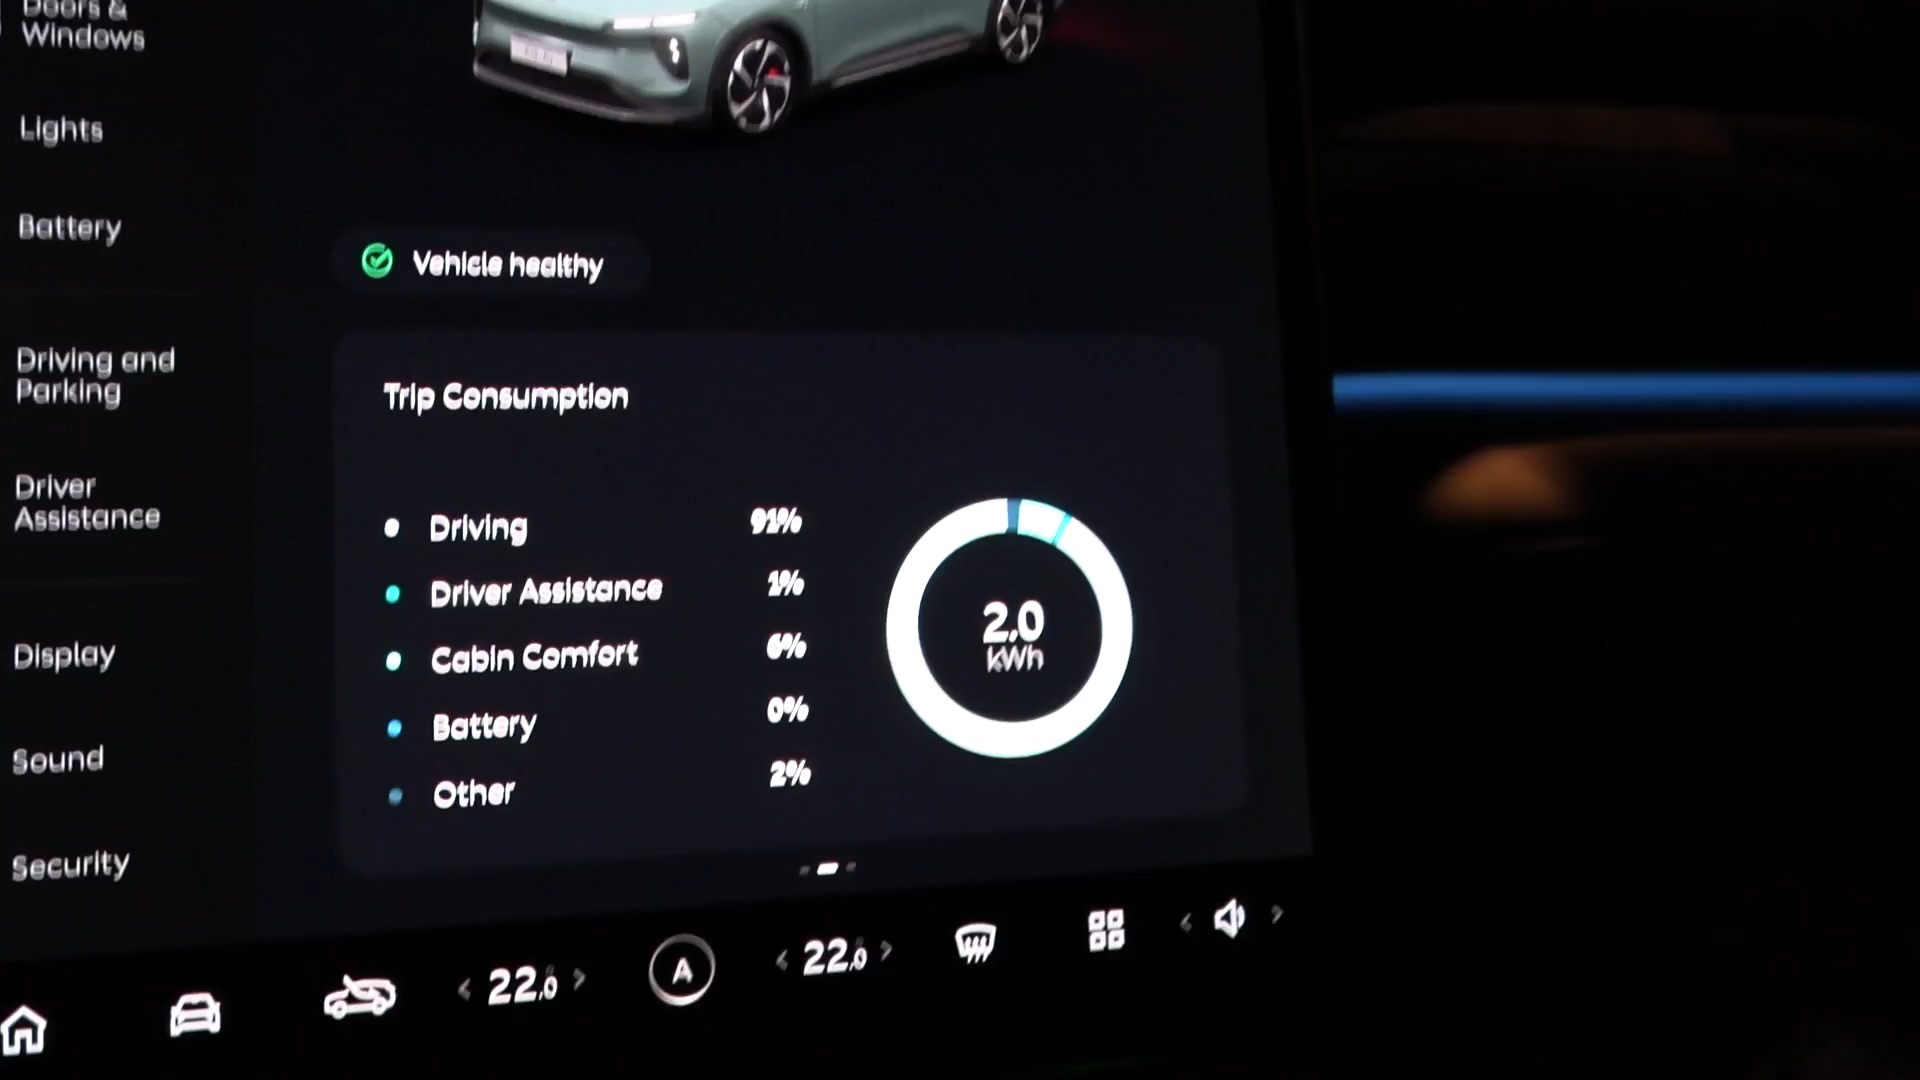 Doors &
Windows
Lights
Battery
Driving and
Parking
Driver
Assistance
Display
Sound
Security
Vehicle healthy
Trip Consumption
Driving 91%
Driver Assistance 1%
Cabin Comfort 6%
Battery 0%
Other 2%
2.0
kWh
< 22.0 >
A
< 22.0 >
< >